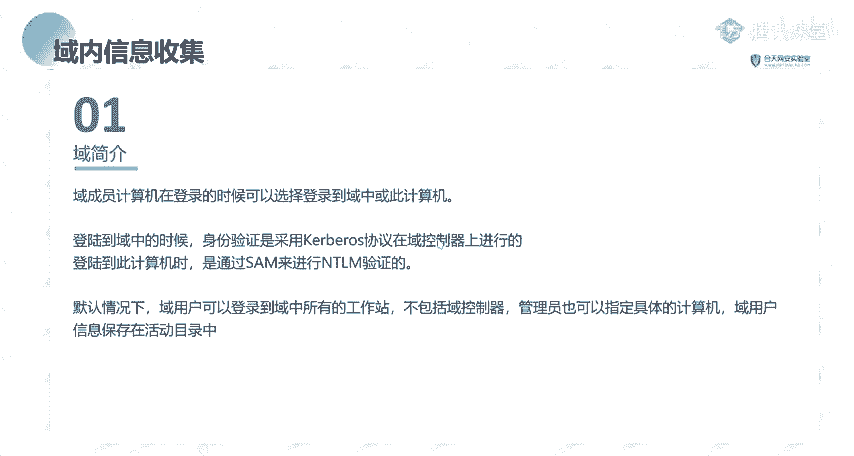 域内信息收集
合天网安实验室
01
域简介
域成员计算机在登录的时候可以选择登录到域中或此计算机。
登陆到域中的时候，身份验证是采用Kerberos协议在域控制器上进行的
登陆到此计算机时，是通过SAM来进行NTLM验证的。
默认情况下，域用户可以登录到域中所有的工作站，不包括域控制器，管理员也可以指定具体的计算机，域用户
信息保存在活动目录中